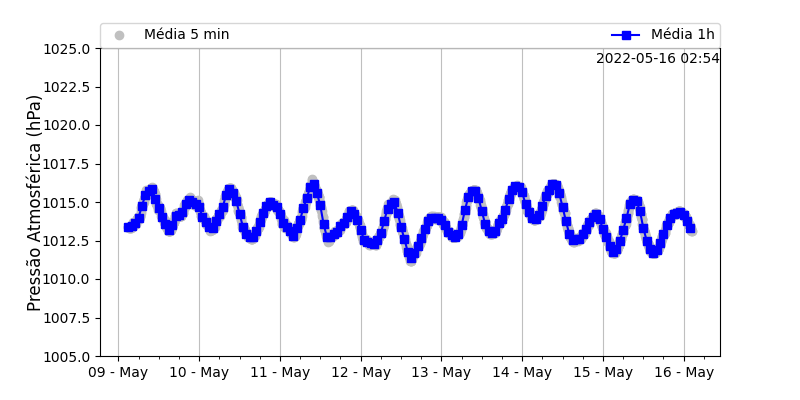 Média 5 min
Média 1h
2022-05-16 02:54
Pressão Atmosférica (hPa)
1025.0
1022.5
1020.0
1017.5
1015.0
1012.5
1010.0
1007.5
1005.0
09 - May
10 - May
11 - May
12 - May
13 - May
14 - May
15 - May
16 - May